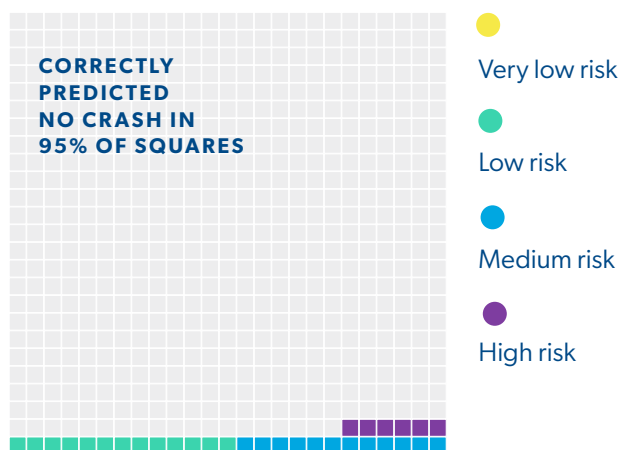 CORRECTLY
PREDICTED
NO CRASH IN
95% OF SQUARES
Very low risk
Low risk
Medium risk
High risk